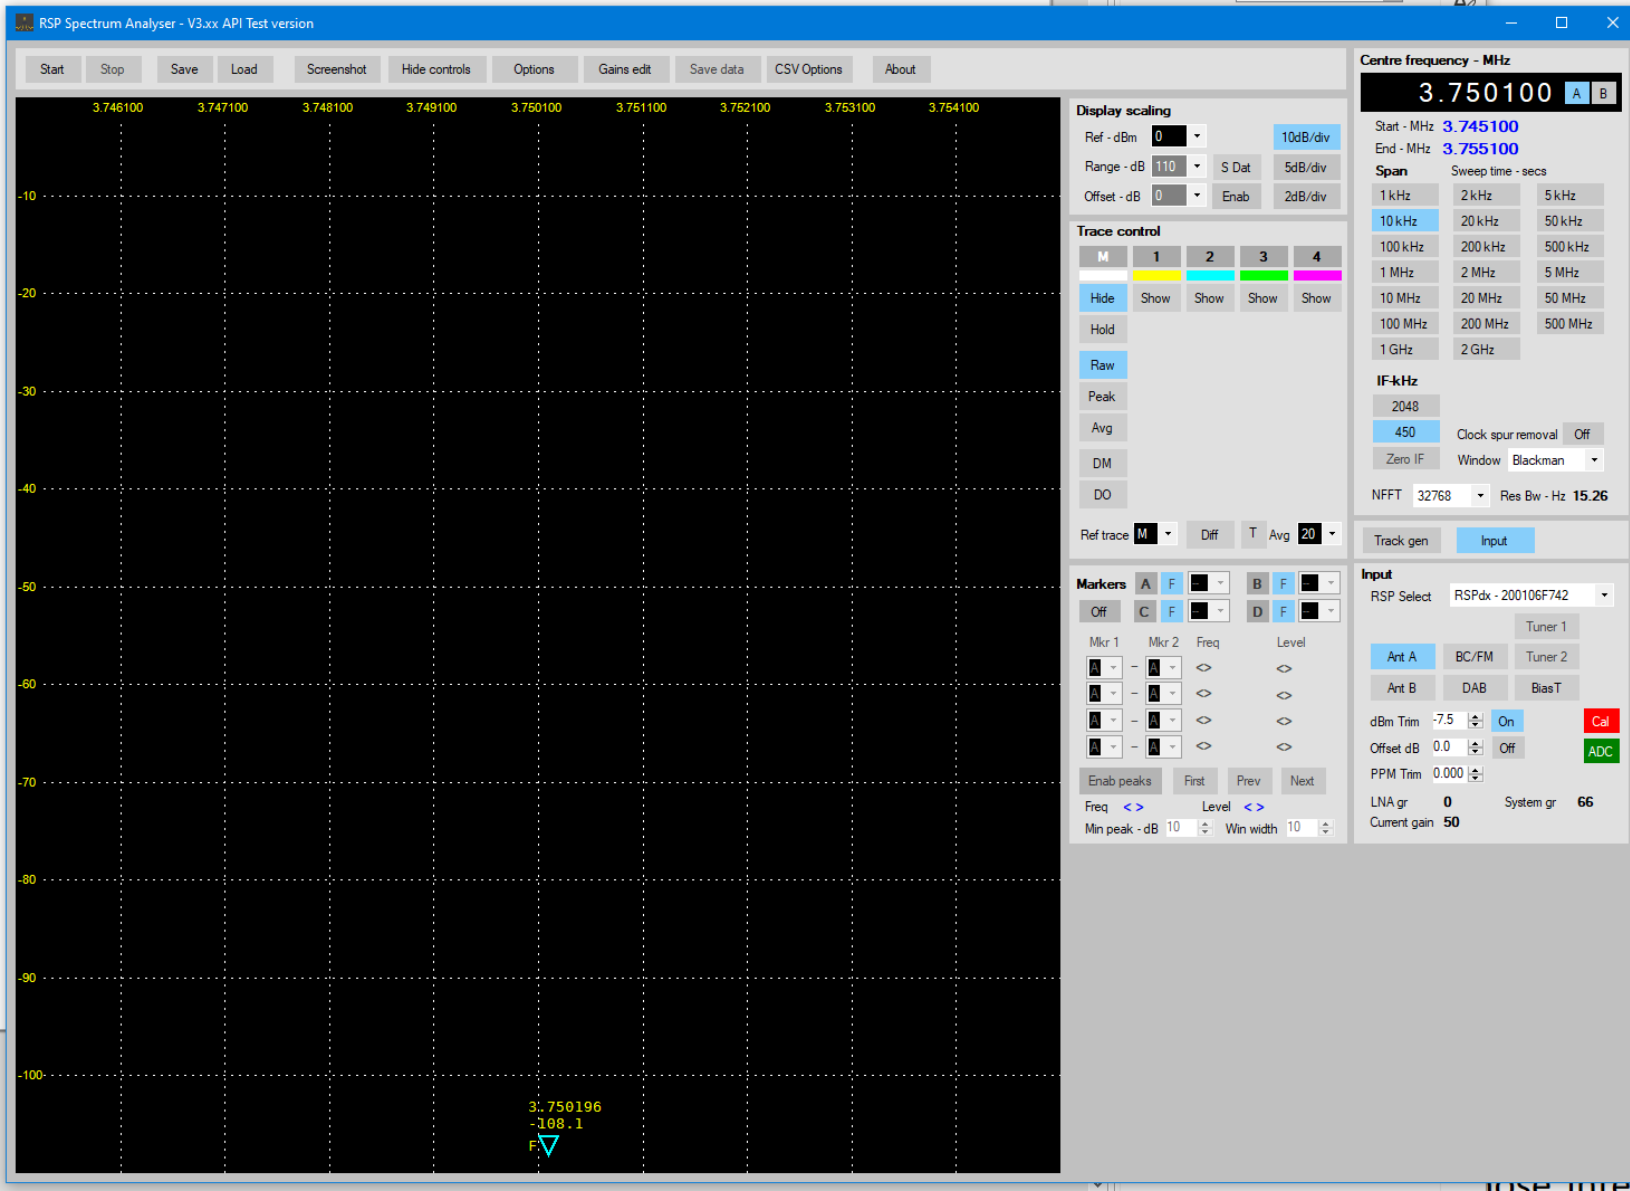 RSP Spectrum Analyser - V3.xx API Test version
Start Stop Save Load Screenshot Hide controls Options Gains edit Save data CSV Options About
3.746100 3.747100 3.748100 3.749100 3.750100 3.751100 3.752100 3.753100 3.754100
-10
-20
-30
-40
-50
-60
-70
-80
-90
-100
3.750196
-108.1
F
Display scaling
Ref - dBm 0 10dB/div
Range - dB 110 S Dat 5dB/div
Offset - dB 0 Enab 2dB/div
Trace control
M 1 2 3 4
Hide Show Show Show Show
Hold
Raw
Peak
Avg
DM
DO
Ref trace M Diff T Avg 20
Markers A F -- B F --
Off C F -- D F --
Mkr 1 Mkr 2 Freq Level
A - A <> <>
A - A <> <>
A - A <> <>
A - A <> <>
Enab peaks First Prev Next
Freq < > Level < >
Min peak - dB 10 Win width 10
Centre frequency - MHz
3.750100 A B
Start - MHz 3.745100
End - MHz 3.755100
Span Sweep time - secs
1 kHz 2 kHz 5 kHz
10 kHz 20 kHz 50 kHz
100 kHz 200 kHz 500 kHz
1 MHz 2 MHz 5 MHz
10 MHz 20 MHz 50 MHz
100 MHz 200 MHz 500 MHz
1 GHz 2 GHz
IF-kHz
2048
450 Clock spur removal Off
Zero IF Window Blackman
NFFT 32768 Res Bw - Hz 15.26
Track gen Input
Input
RSP Select RSPdx - 200106F742
Tuner 1
Ant A BC/FM Tuner 2
Ant B DAB BiasT
dBm Trim -7.5 On Cal
Offset dB 0.0 Off ADC
PPM Trim 0.000
LNA gr 0 System gr 66
Current gain 50